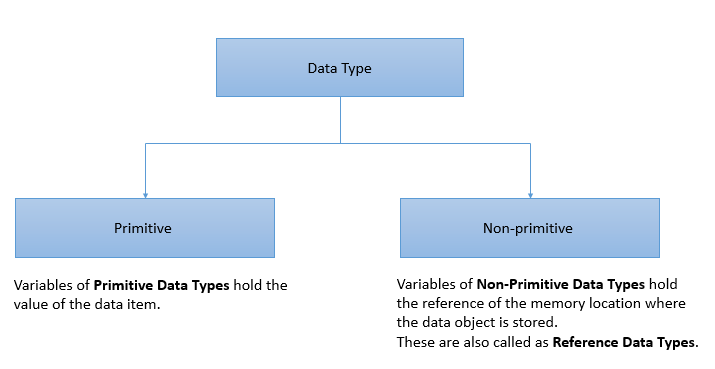 Data Type
Primitive
Non-primitive
Variables of Primitive Data Types hold the
value of the data item.
Variables of Non-Primitive Data Types hold
the reference of the memory location where
the data object is stored.
These are also called as Reference Data Types.